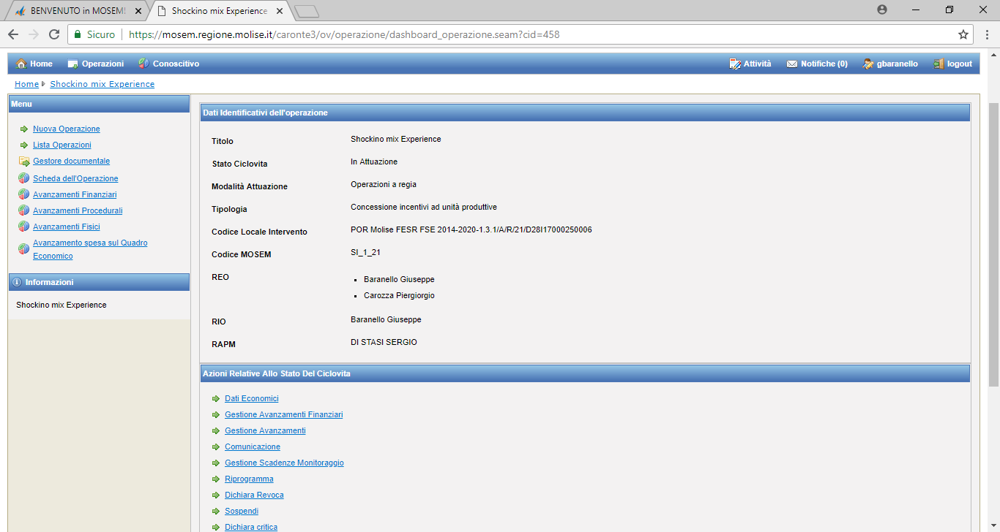 BENVENUTO in MOSEM!
Shockino mix Experience
Sicuro
https://mosem.regione.molise.it/caronte3/ov/operazione/dashboard_operazione.seam?cid=458
Home Operazioni Conoscitivo Attività Notifiche (0) gbaranello logout
Home Shockino mix Experience
Menu
Nuova Operazione
Lista Operazioni
Gestore documentale
Scheda dell'Operazione
Avanzamenti Finanziari
Avanzamenti Procedurali
Avanzamenti Fisici
Avanzamento spesa sul Quadro
Economico
Informazioni
Shockino mix Experience
Dati Identificativi dell'operazione
Titolo Shockino mix Experience
Stato Ciclovita In Attuazione
Modalità Attuazione Operazioni a regia
Tipologia Concessione incentivi ad unità produttive
Codice Locale Intervento POR Molise FESR FSE 2014-2020-1.3.1/A/R/21/D28I17000250006
Codice MOSEM SI_1_21
REO
Baranello Giuseppe
Carozza Piergiorgio
RIO Baranello Giuseppe
RAPM DI STASI SERGIO
Azioni Relative Allo Stato Del Ciclovita
Dati Economici
Gestione Avanzamenti Finanziari
Gestione Avanzamenti
Comunicazione
Gestione Scadenze Monitoraggio
Riprogramma
Dichiara Revoca
Sospendi
Dichiara critica